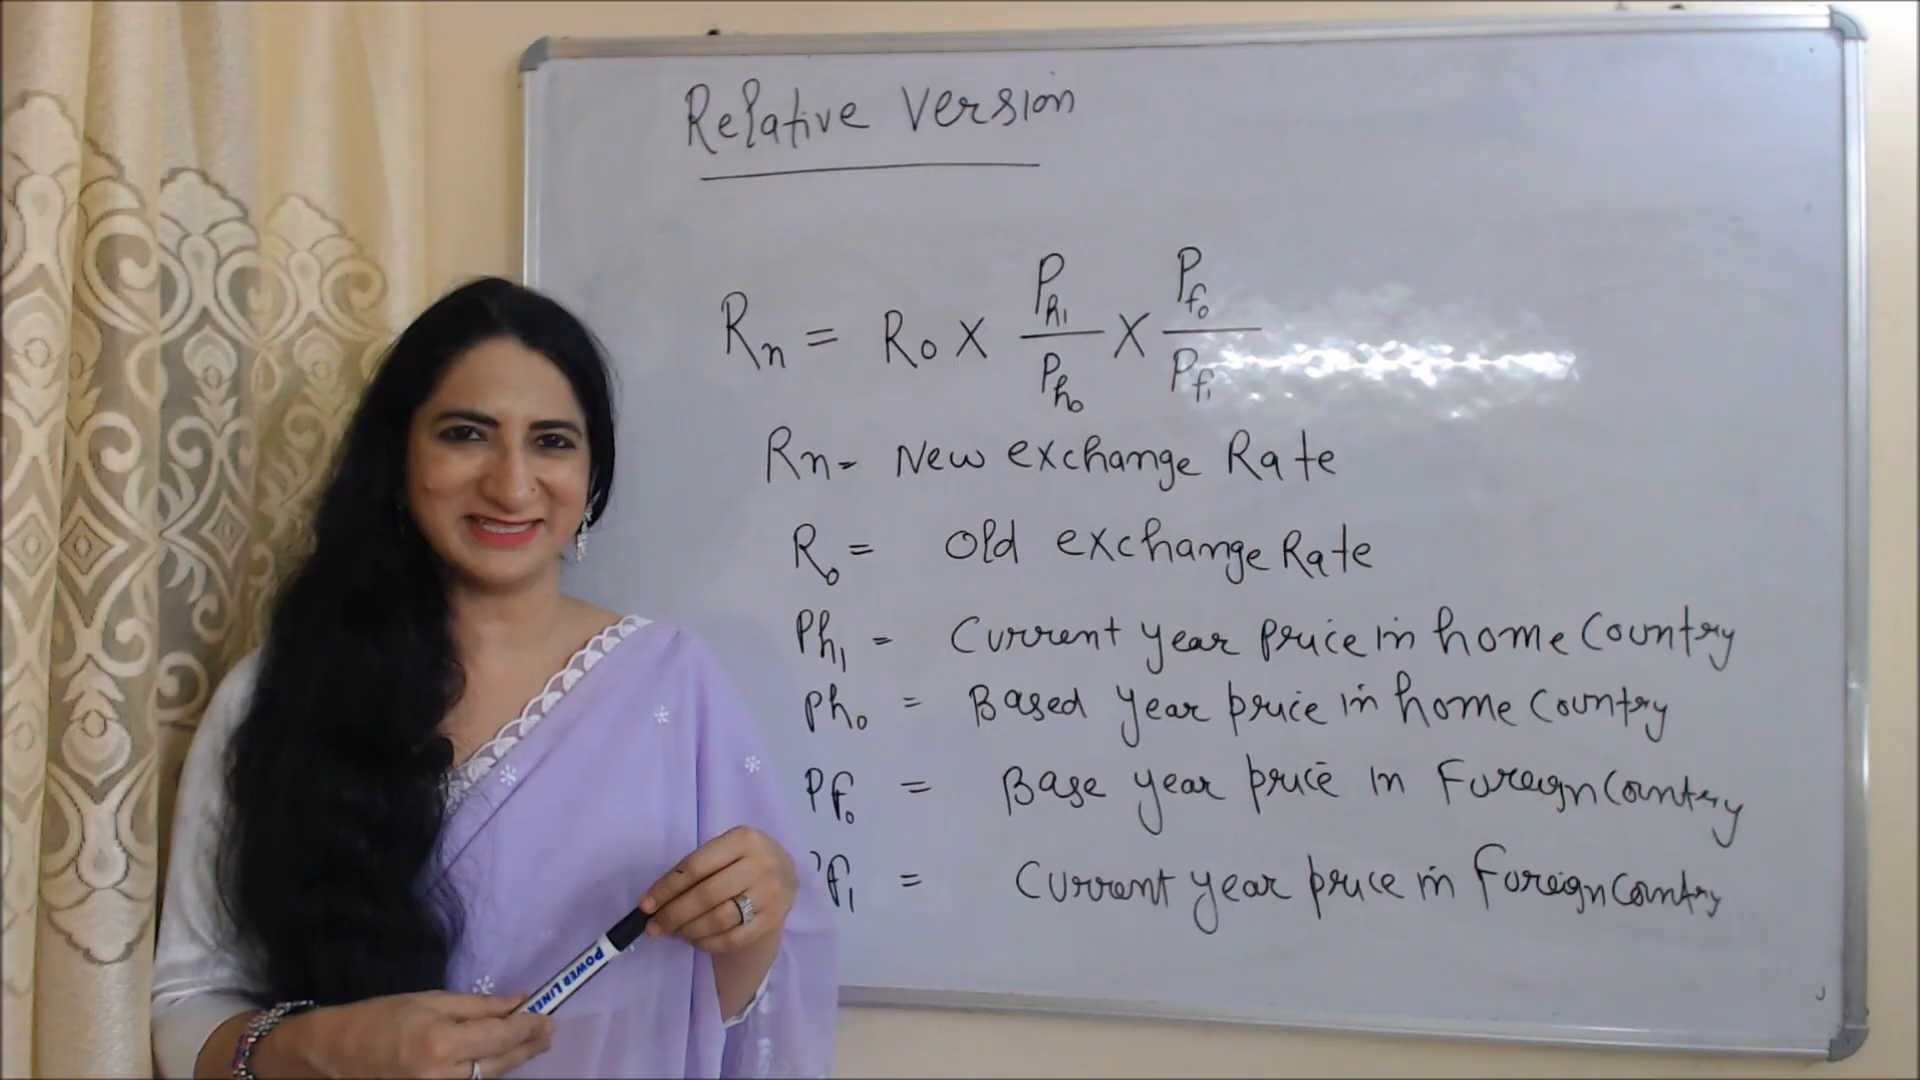 Relative Version
Rn = Ro X Ph1/Ph0 X Pf0/Pf1
Rn = New exchange Rate
Ro = Old exchange Rate
Ph1 = Current year price in home Country
Ph0 = Based year price in home Country
Pf0 = Base year price in Foreign Country
Pf1 = Current year price in Foreign Country
POWER LINER